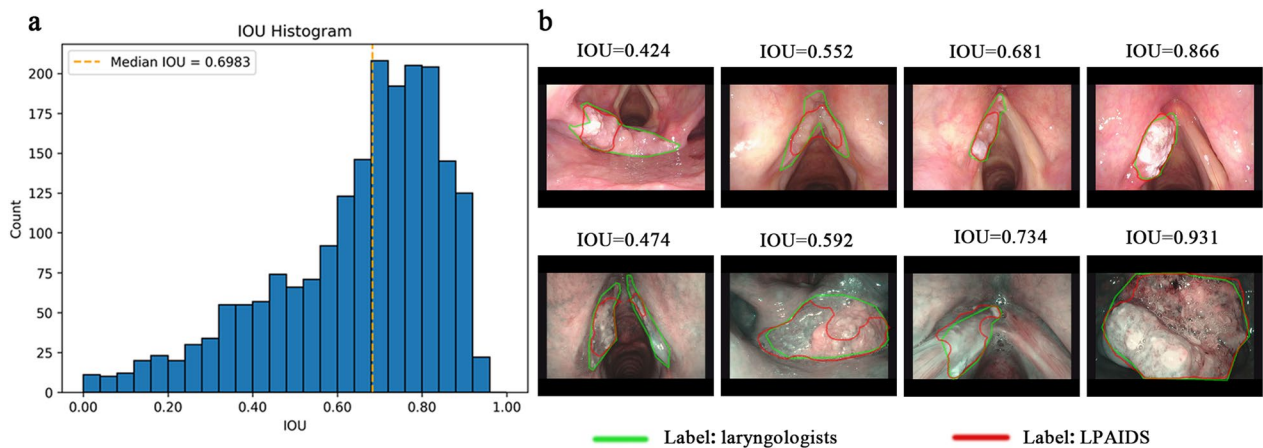 a
IOU Histogram
Median IOU = 0.6983
Count
200
175
150
125
100
75
50
25
0
0.00 0.20 0.40 0.60 0.80 1.00
IOU
b
IOU=0.424 IOU=0.552 IOU=0.681 IOU=0.866
IOU=0.474 IOU=0.592 IOU=0.734 IOU=0.931
Label: laryngologists Label: LPAIDS